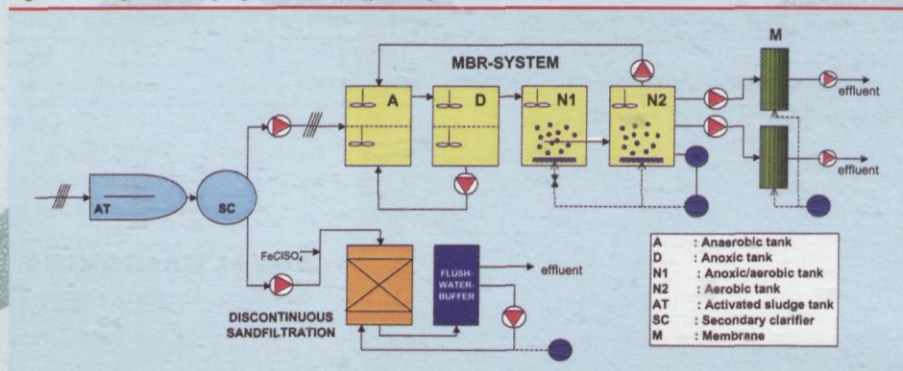 M
MBR-SYSTEM
A
D
N1
N2
effluent
effluent
AT
SC
FeClSO4
effluent
FLUSH-
WATER-
BUFFER
DISCONTINUOUS
SANDFILTRATION
A : Anaerobic tank
D : Anoxic tank
N1 : Anoxic/aerobic tank
N2 : Aerobic tank
AT : Activated sludge tank
SC : Secondary clarifier
M : Membrane